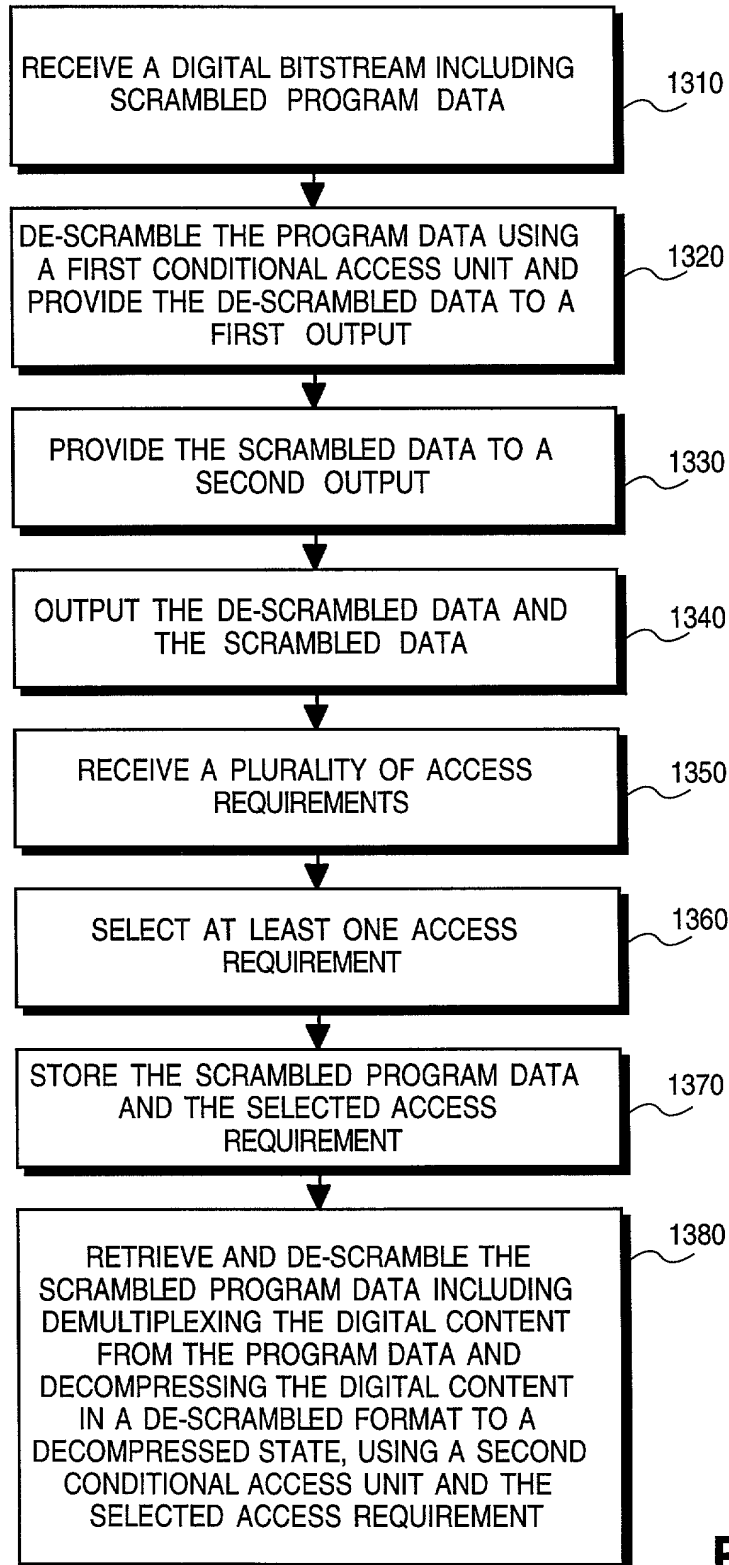 RECEIVE A DIGITAL BITSTREAM INCLUDING
SCRAMBLED PROGRAM DATA
1310
DE-SCRAMBLE THE PROGRAM DATA USING
A FIRST CONDITIONAL ACCESS UNIT AND
PROVIDE THE DE-SCRAMBLED DATA TO A
FIRST OUTPUT
1320
PROVIDE THE SCRAMBLED DATA TO A
SECOND OUTPUT
1330
OUTPUT THE DE-SCRAMBLED DATA AND
THE SCRAMBLED DATA
1340
RECEIVE A PLURALITY OF ACCESS
REQUIREMENTS
1350
SELECT AT LEAST ONE ACCESS
REQUIREMENT
1360
STORE THE SCRAMBLED PROGRAM DATA
AND THE SELECTED ACCESS
REQUIREMENT
1370
RETRIEVE AND DE-SCRAMBLE THE
SCRAMBLED PROGRAM DATA INCLUDING
DEMULTIPLEXING THE DIGITAL CONTENT
FROM THE PROGRAM DATA AND
DECOMPRESSING THE DIGITAL CONTENT
IN A DE-SCRAMBLED FORMAT TO A
DECOMPRESSED STATE, USING A SECOND
CONDITIONAL ACCESS UNIT AND THE
SELECTED ACCESS REQUIREMENT
1380